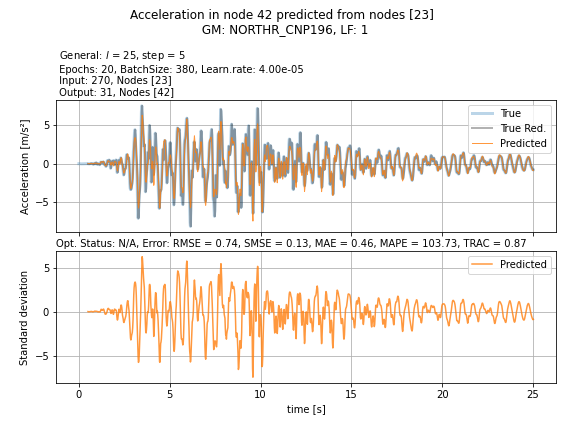 Acceleration in node 42 predicted from nodes [23]
GM: NORTHR_CNP196, LF: 1
General: l = 25, step = 5
Epochs: 20, BatchSize: 380, Learn.rate: 4.00e-05
Input: 270, Nodes [23]
Output: 31, Nodes [42]
Acceleration [m/s²]
5
0
−5
True
True Red.
Predicted
Opt. Status: N/A, Error: RMSE = 0.74, SMSE = 0.13, MAE = 0.46, MAPE = 103.73, TRAC = 0.87
Standard deviation
5
0
−5
Predicted
0 5 10 15 20 25
time [s]